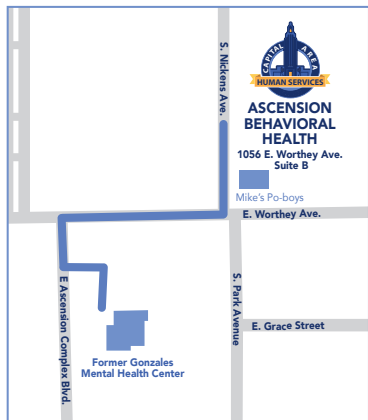 S. Nickens Ave.
CAPITAL AREA
HUMAN SERVICES
ASCENSION
BEHAVIORAL
HEALTH
1056 E. Worthey Ave.
Suite B
Mike's Po-boys
E. Worthey Ave.
E Ascension Complex Blvd.
S. Park Avenue
E. Grace Street
Former Gonzales
Mental Health Center